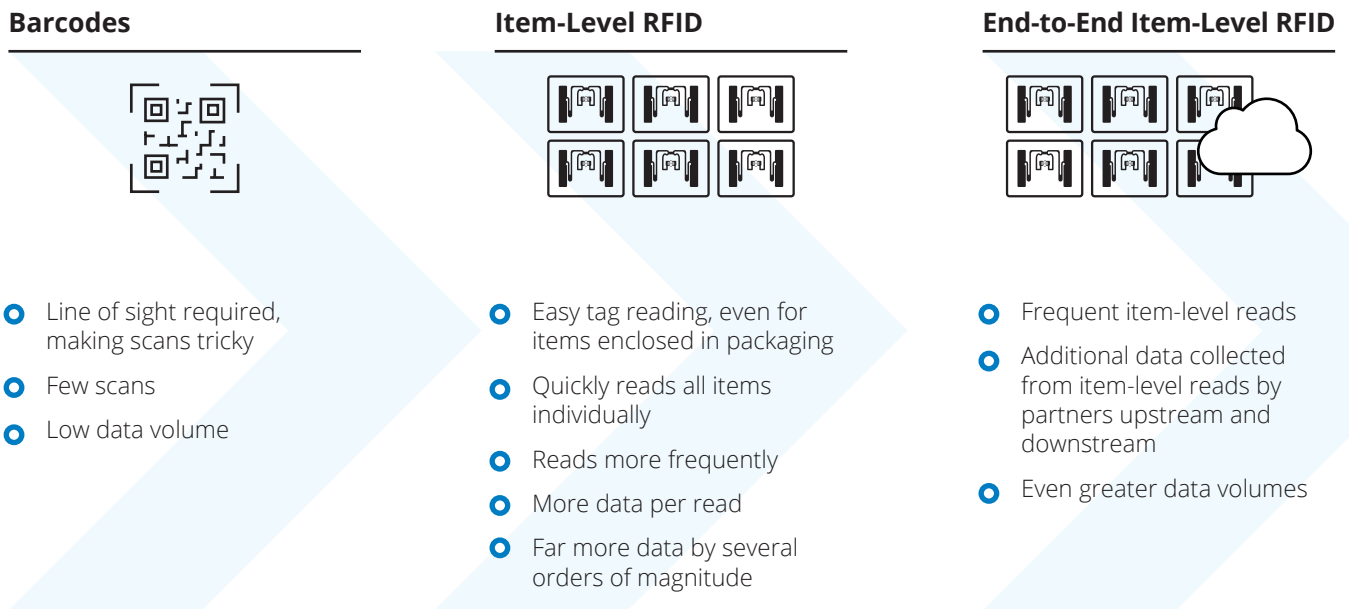 Barcodes
Line of sight required,
making scans tricky
Few scans
Low data volume
Item-Level RFID
Easy tag reading, even for
items enclosed in packaging
Quickly reads all items
individually
Reads more frequently
More data per read
Far more data by several
orders of magnitude
End-to-End Item-Level RFID
Frequent item-level reads
Additional data collected
from item-level reads by
partners upstream and
downstream
Even greater data volumes